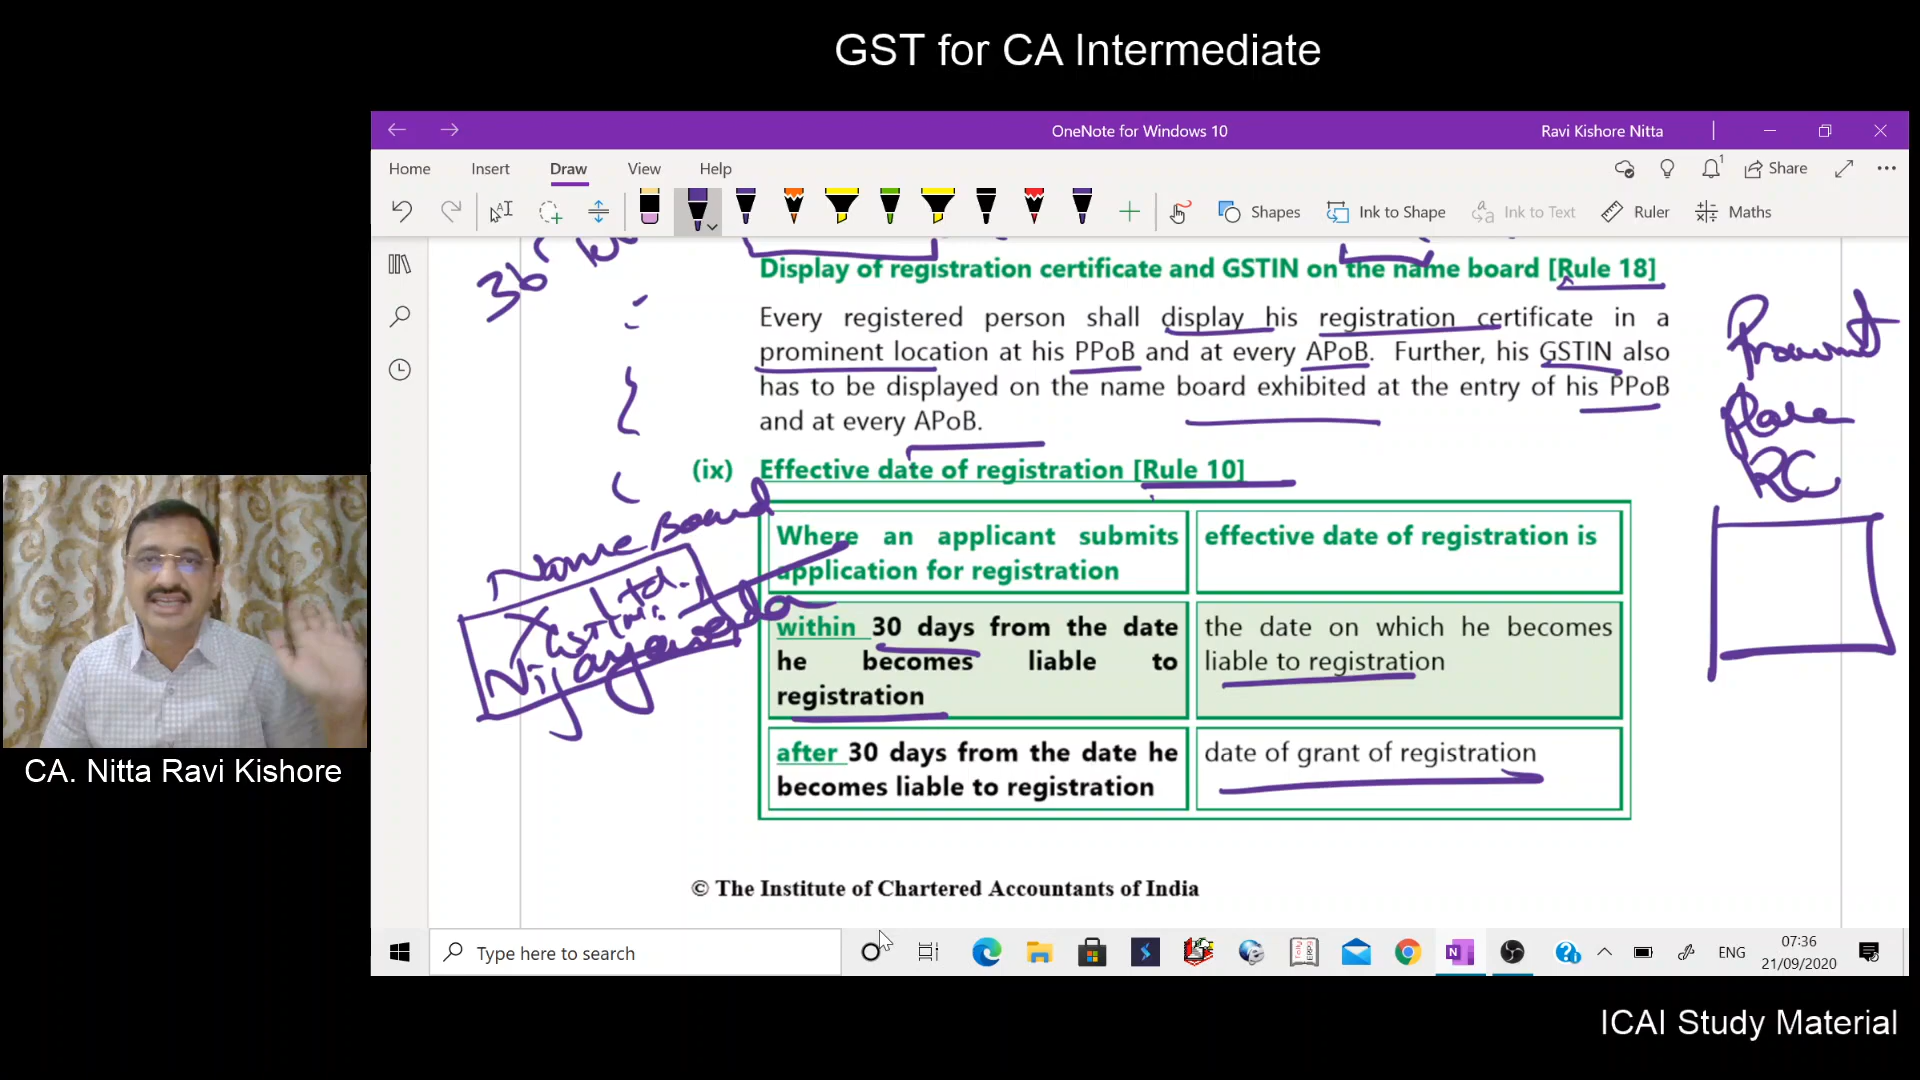 GST for CA Intermediate
OneNote for Windows 10
Ravi Kishore Nitta
Home Insert Draw View Help
1 Share
Shapes Ink to Shape Ink to Text Ruler Maths
36
Display of registration certificate and GSTIN on the name board [Rule 18]
Every registered person shall display his registration certificate in a
prominent location at his PPoB and at every APoB. Further, his GSTIN also
has to be displayed on the name board exhibited at the entry of his PPoB
and at every APoB.
place
RC
(ix) Effective date of registration [Rule 10]
Name Board
X Ltd.
Where an applicant submits
application for registration
effective date of registration is
within 30 days from the date
he becomes liable to
registration
the date on which he becomes
liable to registration
after 30 days from the date he
becomes liable to registration
date of grant of registration
CA. Nitta Ravi Kishore
© The Institute of Chartered Accountants of India
Type here to search
ENG
07:36
21/09/2020
ICAI Study Material